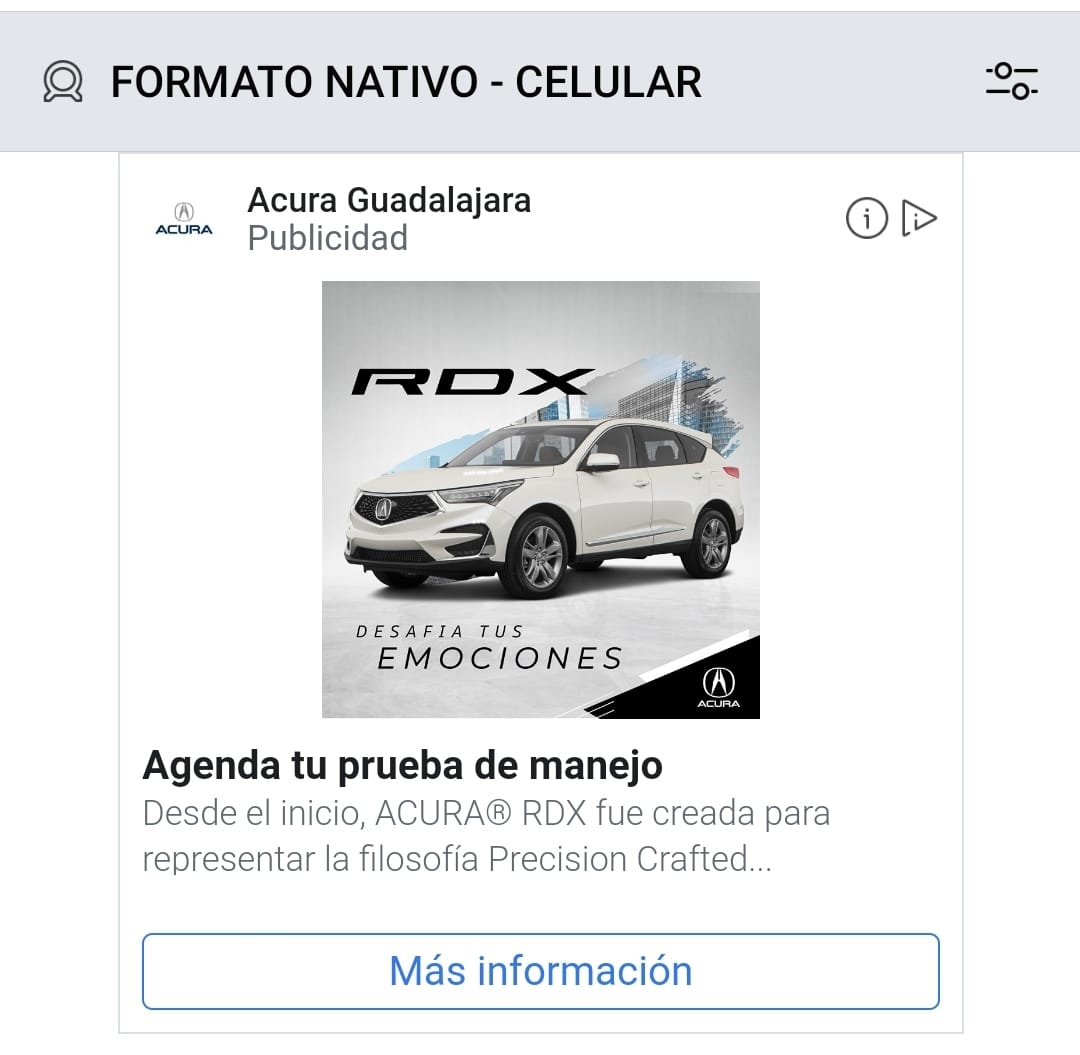 FORMATO NATIVO - CELULAR
ACURA
Acura Guadalajara
Publicidad
RDX
DESAFIA TUS
EMOCIONES
ACURA
Agenda tu prueba de manejo
Desde el inicio, ACURA® RDX fue creada para
representar la filosofía Precision Crafted...
Más información